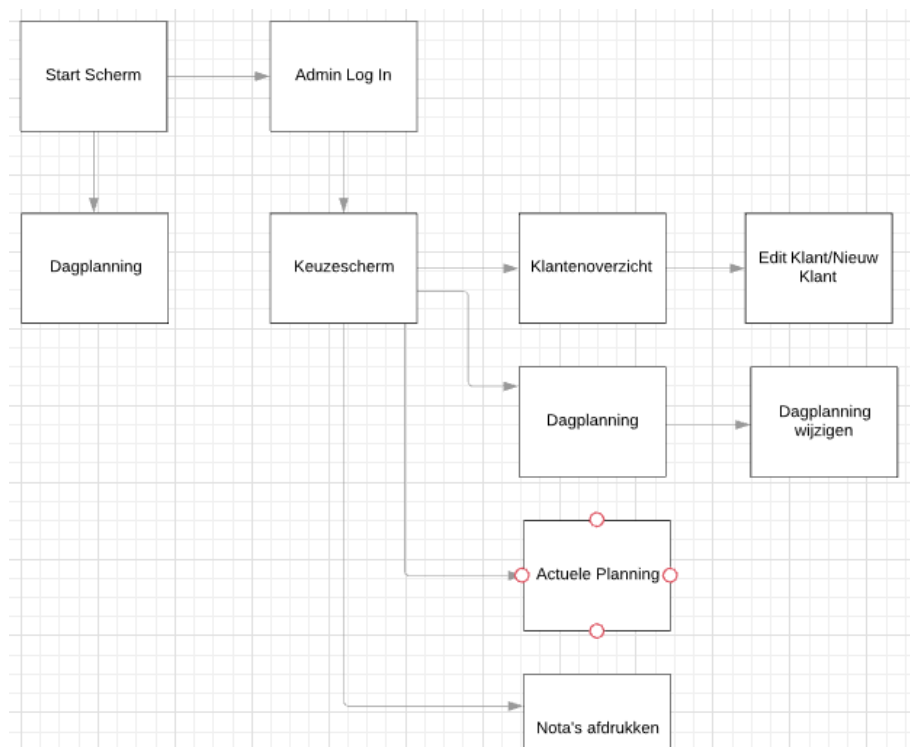 Start Scherm
Admin Log In
Dagplanning
Keuzescherm
Klantenoverzicht
Edit Klant/Nieuw
Klant
Dagplanning
Dagplanning
wijzigen
Actuele Planning
Nota's afdrukken